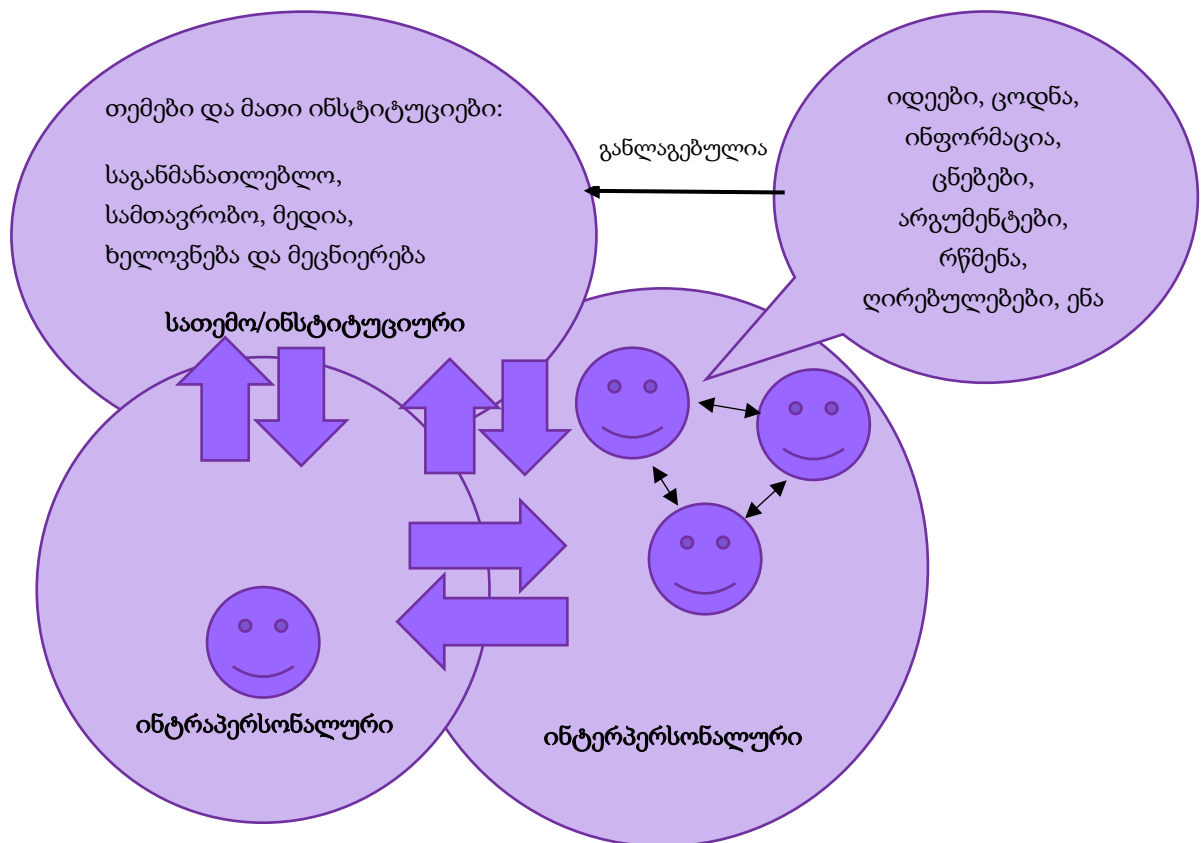 თემები და მათი ინსტიტუციები:
საგანმანათლებლო,
სამთავრობო, მედია,
ხელოვნება და მეცნიერება
სათემო/ინსტიტუციური
განლაგებულია
იდეები, ცოდნა,
ინფორმაცია,
ცნებები,
არგუმენტები,
რწმენა,
ღირებულებები, ენა
ინტრაპერსონალური
ინტერპერსონალური